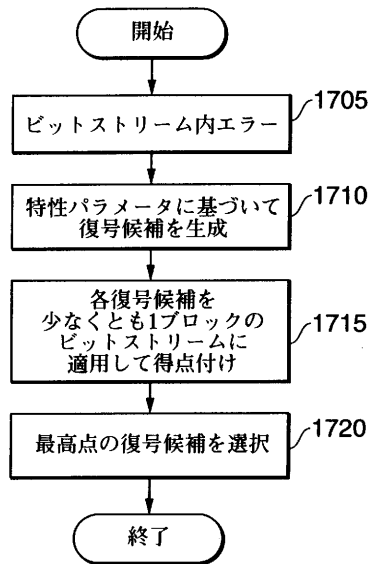 開始
ビットストリーム内エラー
1705
特性パラメータに基づいて
復号候補を生成
1710
各復号候補を
少なくとも1ブロックの
ビットストリームに
適用して得点付け
1715
最高点の復号候補を選択
1720
終了